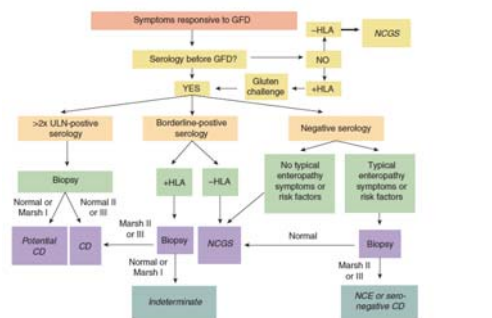 Symptoms responsive to GFD
–HLA
NCGS
Serology before GFD?
NO
Gluten
challenge
+HLA
YES
>2x ULN-postive
serology
Borderline-postive
serology
Negative serology
Biopsy
+HLA
–HLA
No typical
enteropathy
symptoms or
risk factors
Typical
enteropathy
symptoms or
risk factors
Normal or
Marsh I
Normal II
or III
Potential
CD
CD
Marsh II
or III
Biopsy
NCGS
Normal
Biopsy
Normal or
Marsh I
Marsh II
or III
Indeterminate
NCE or sero-
negative CD